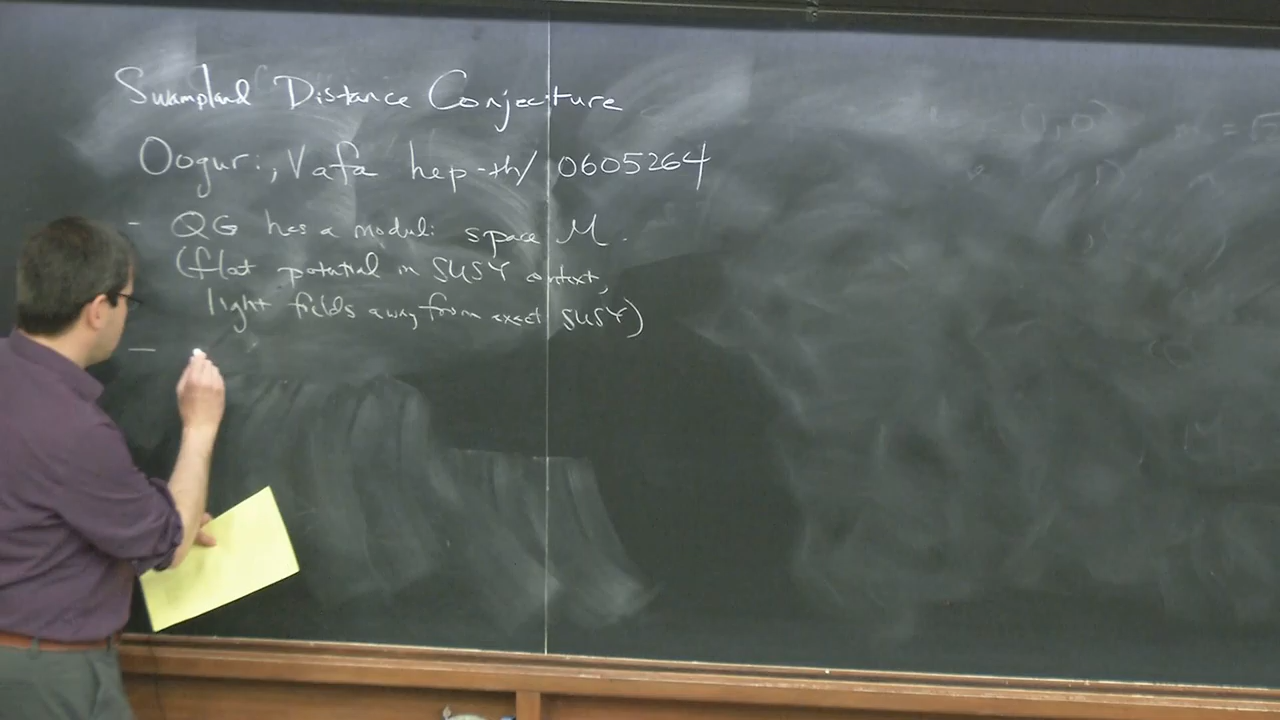 Swampland Distance Conjecture
Ooguri, Vafa hep-th/0605264
- QG has a moduli space M.
(flat potential in SUSY context,
light fields away from exact SUSY)
—